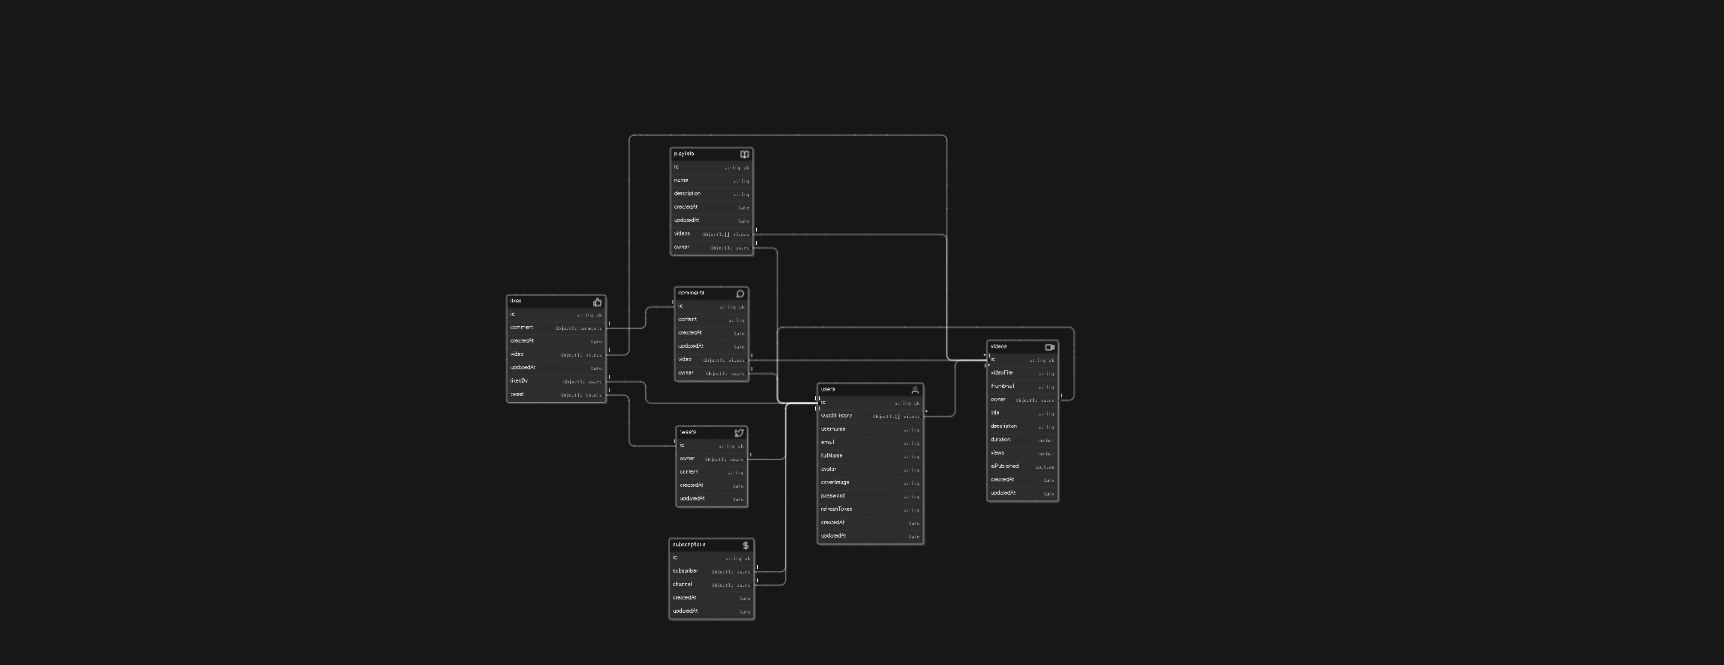 playlists
id string pk
name string
description string
createdAt Date
updatedAt Date
videos ObjectId[] videos
owner ObjectId users
likes
id string pk
comment ObjectId comments
createdAt Date
video ObjectId videos
updatedAt Date
likedBy ObjectId users
tweet ObjectId
comments
id string pk
content string
createdAt Date
updatedAt Date
video ObjectId videos
owner ObjectId users
tweets
id string pk
owner ObjectId users
content string
createdAt Date
updatedAt Date
subscriptions
id string pk
subscriber ObjectId users
channel ObjectId users
createdAt Date
updatedAt Date
users
id string pk
watchHistory ObjectId[] videos
username string
email string
fullName string
avatar string
coverImage string
password string
refreshToken string
createdAt Date
updatedAt Date
videos
id string pk
videoFile string
thumbnail string
owner ObjectId users
title string
description string
duration number
views number
isPublished boolean
createdAt Date
updatedAt Date